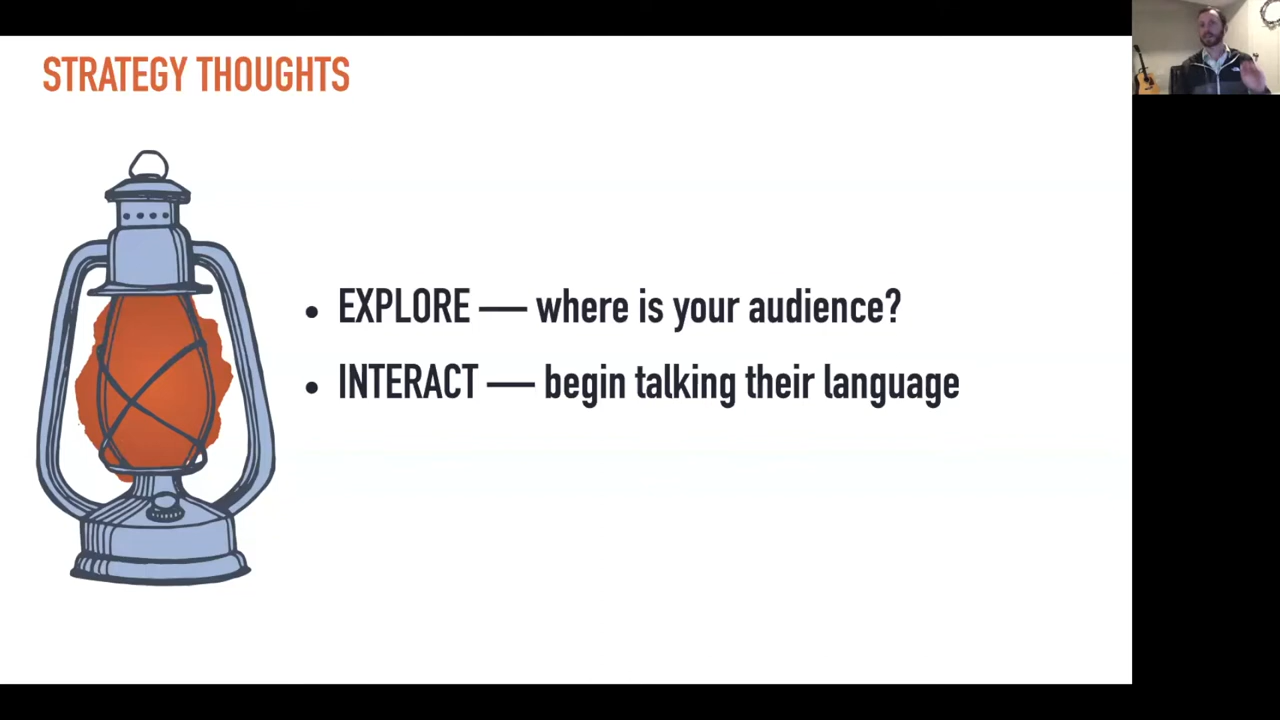 STRATEGY THOUGHTS
• EXPLORE — where is your audience?
• INTERACT — begin talking their language